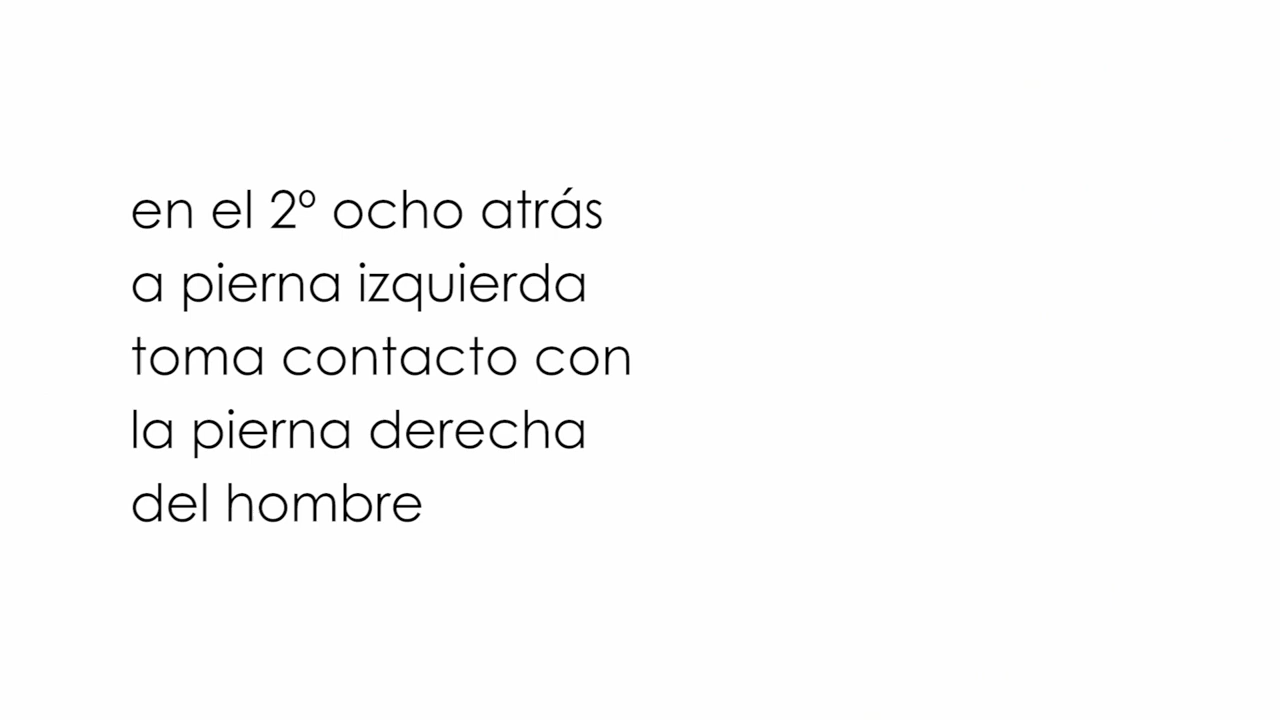 en el 2º ocho atrás
a pierna izquierda
toma contacto con
la pierna derecha
del hombre